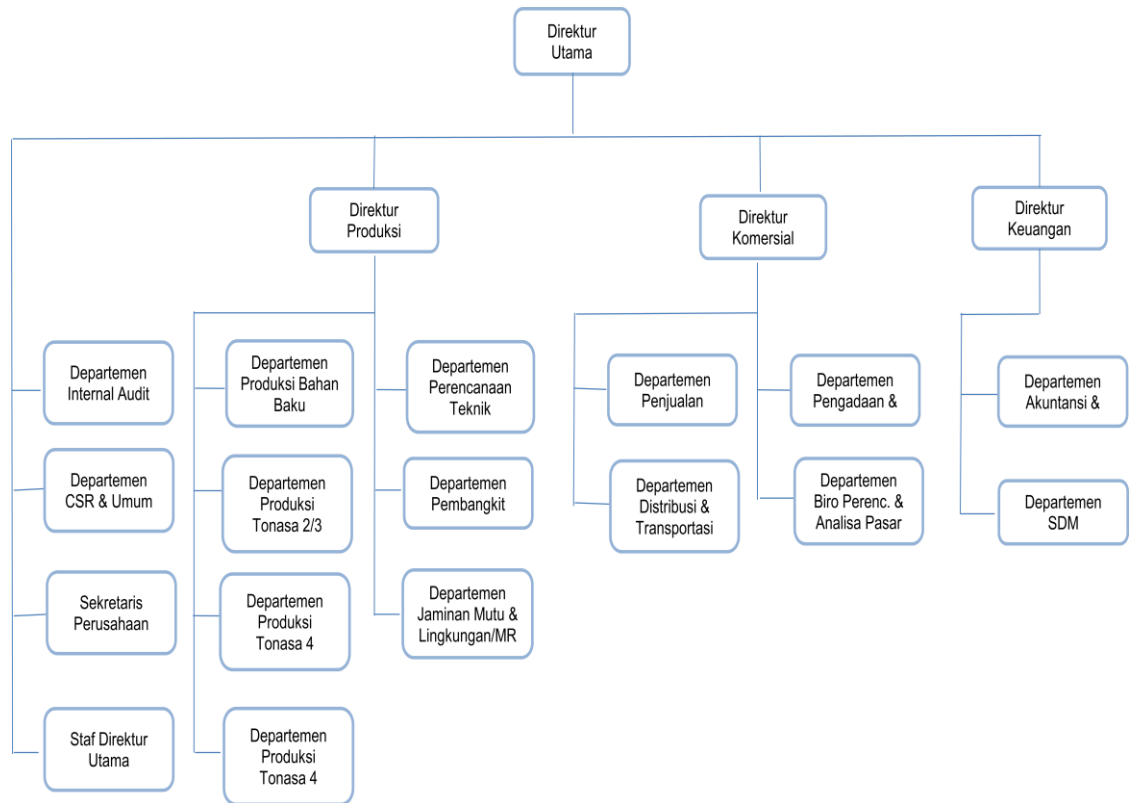 Direktur
Utama
Direktur
Produksi
Direktur
Komersial
Direktur
Keuangan
Departemen
Internal Audit
Departemen
Produksi Bahan
Baku
Departemen
Perencanaan
Teknik
Departemen
Penjualan
Departemen
Pengadaan &
Departemen
Akuntansi &
Departemen
CSR & Umum
Departemen
Produksi
Tonasa 2/3
Departemen
Pembangkit
Departemen
Distribusi &
Transportasi
Departemen
Biro Perenc. &
Analisa Pasar
Departemen
SDM
Sekretaris
Perusahaan
Departemen
Produksi
Tonasa 4
Departemen
Jaminan Mutu &
Lingkungan/MR
Staf Direktur
Utama
Departemen
Produksi
Tonasa 4